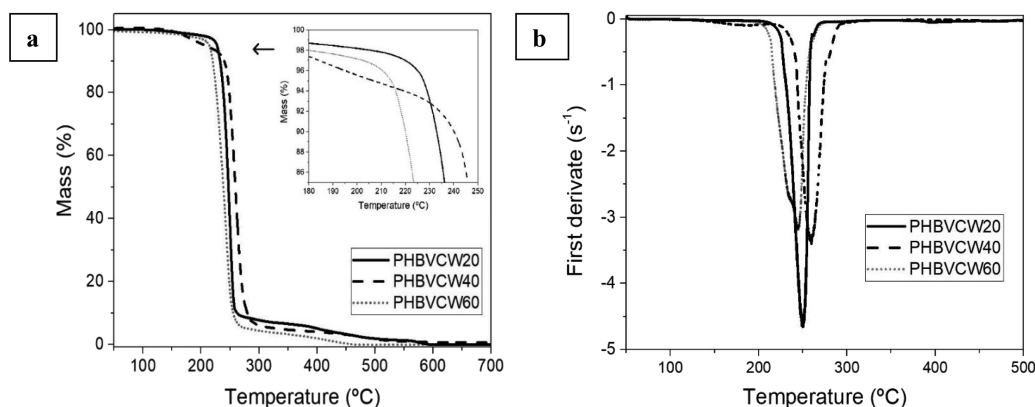 a
Mass (%)
100
80
60
40
20
0
100 200 300 400 500 600 700
Temperature (ºC)
Mass (%)
100
98
96
94
92
90
88
86
180 190 200 210 220 230 240 250
Temperature (ºC)
PHBVCW20
PHBVCW40
PHBVCW60
b
First derivate (s⁻¹)
0
-1
-2
-3
-4
-5
100 200 300 400 500
Temperature (ºC)
PHBVCW20
PHBVCW40
PHBVCW60